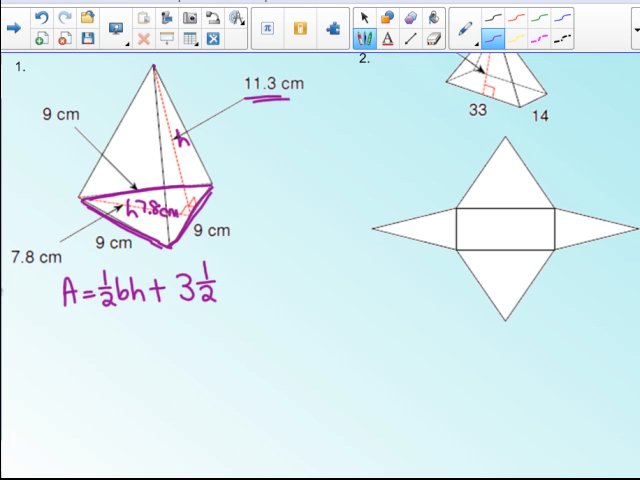 1.
2.
11.3 cm
9 cm
h
33
14
h 7.8cm
9 cm
9 cm
7.8 cm
A = 1/2 bh + 3 1/2